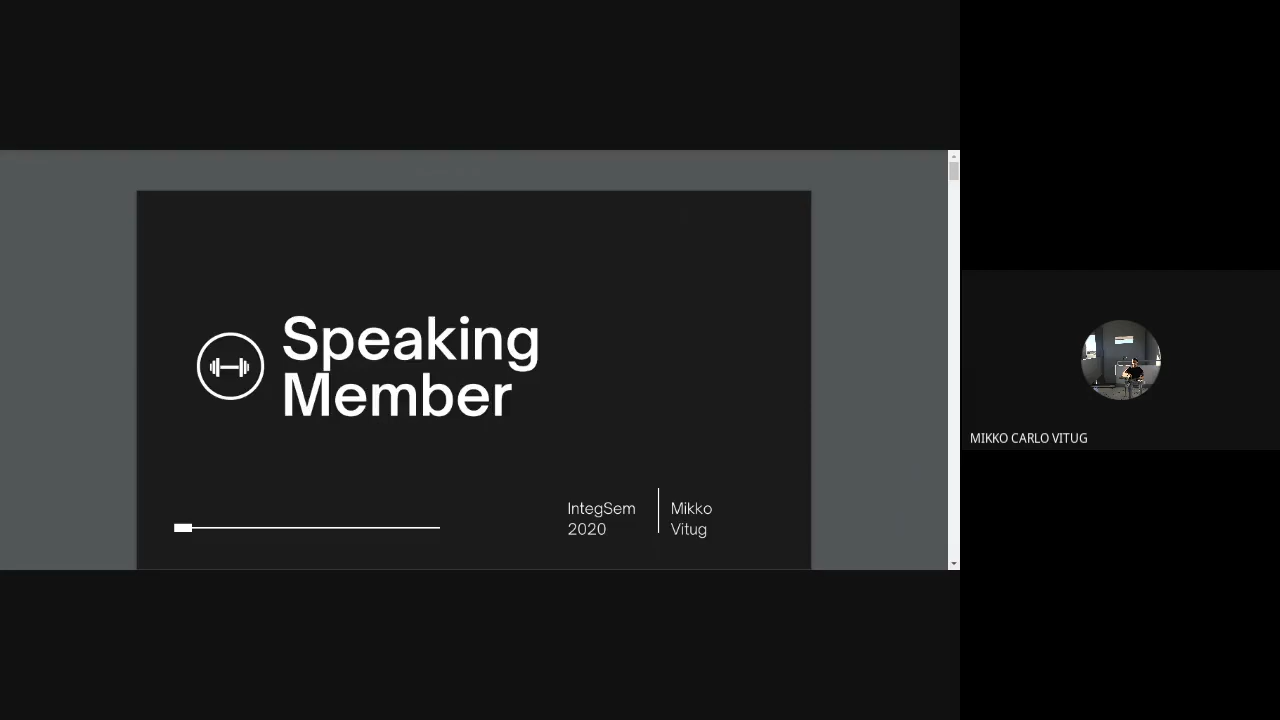 Speaking
Member
IntegSem
2020
Mikko
Vitug
MIKKO CARLO VITUG